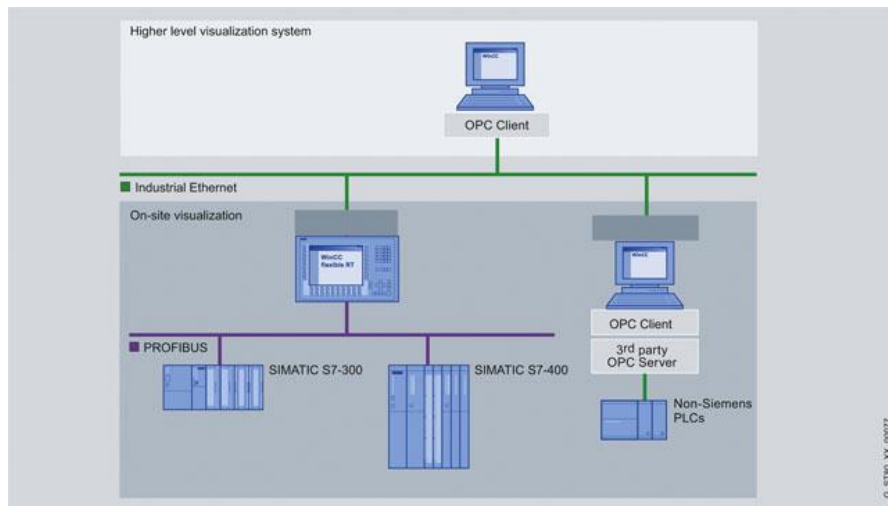 Higher level visualization system
WinCC
OPC Client
Industrial Ethernet
On-site visualization
WinCC
flexible RT
WinCC
OPC Client
3rd party
OPC Server
PROFIBUS
SIMATIC S7-300
SIMATIC S7-400
Non-Siemens
PLCs